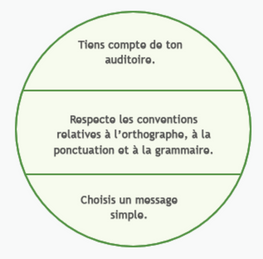 Tiens compte de ton
auditoire.
Respecte les conventions
relatives à l'orthographe, à la
ponctuation et à la grammaire.
Choisis un message
simple.